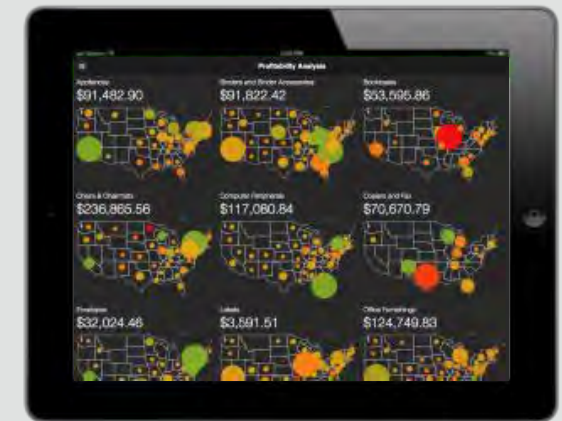 Profitability Analysis
Appliances
Binders and Binder Accessories
Bookcases
$91,482.90
$91,822.42
$53,595.86
Chairs & Chairmats
Computer Peripherals
Copiers and Fax
$236,865.56
$117,080.84
$70,670.79
Envelopes
Labels
Office Furnishings
$32,024.46
$3,591.51
$124,749.83